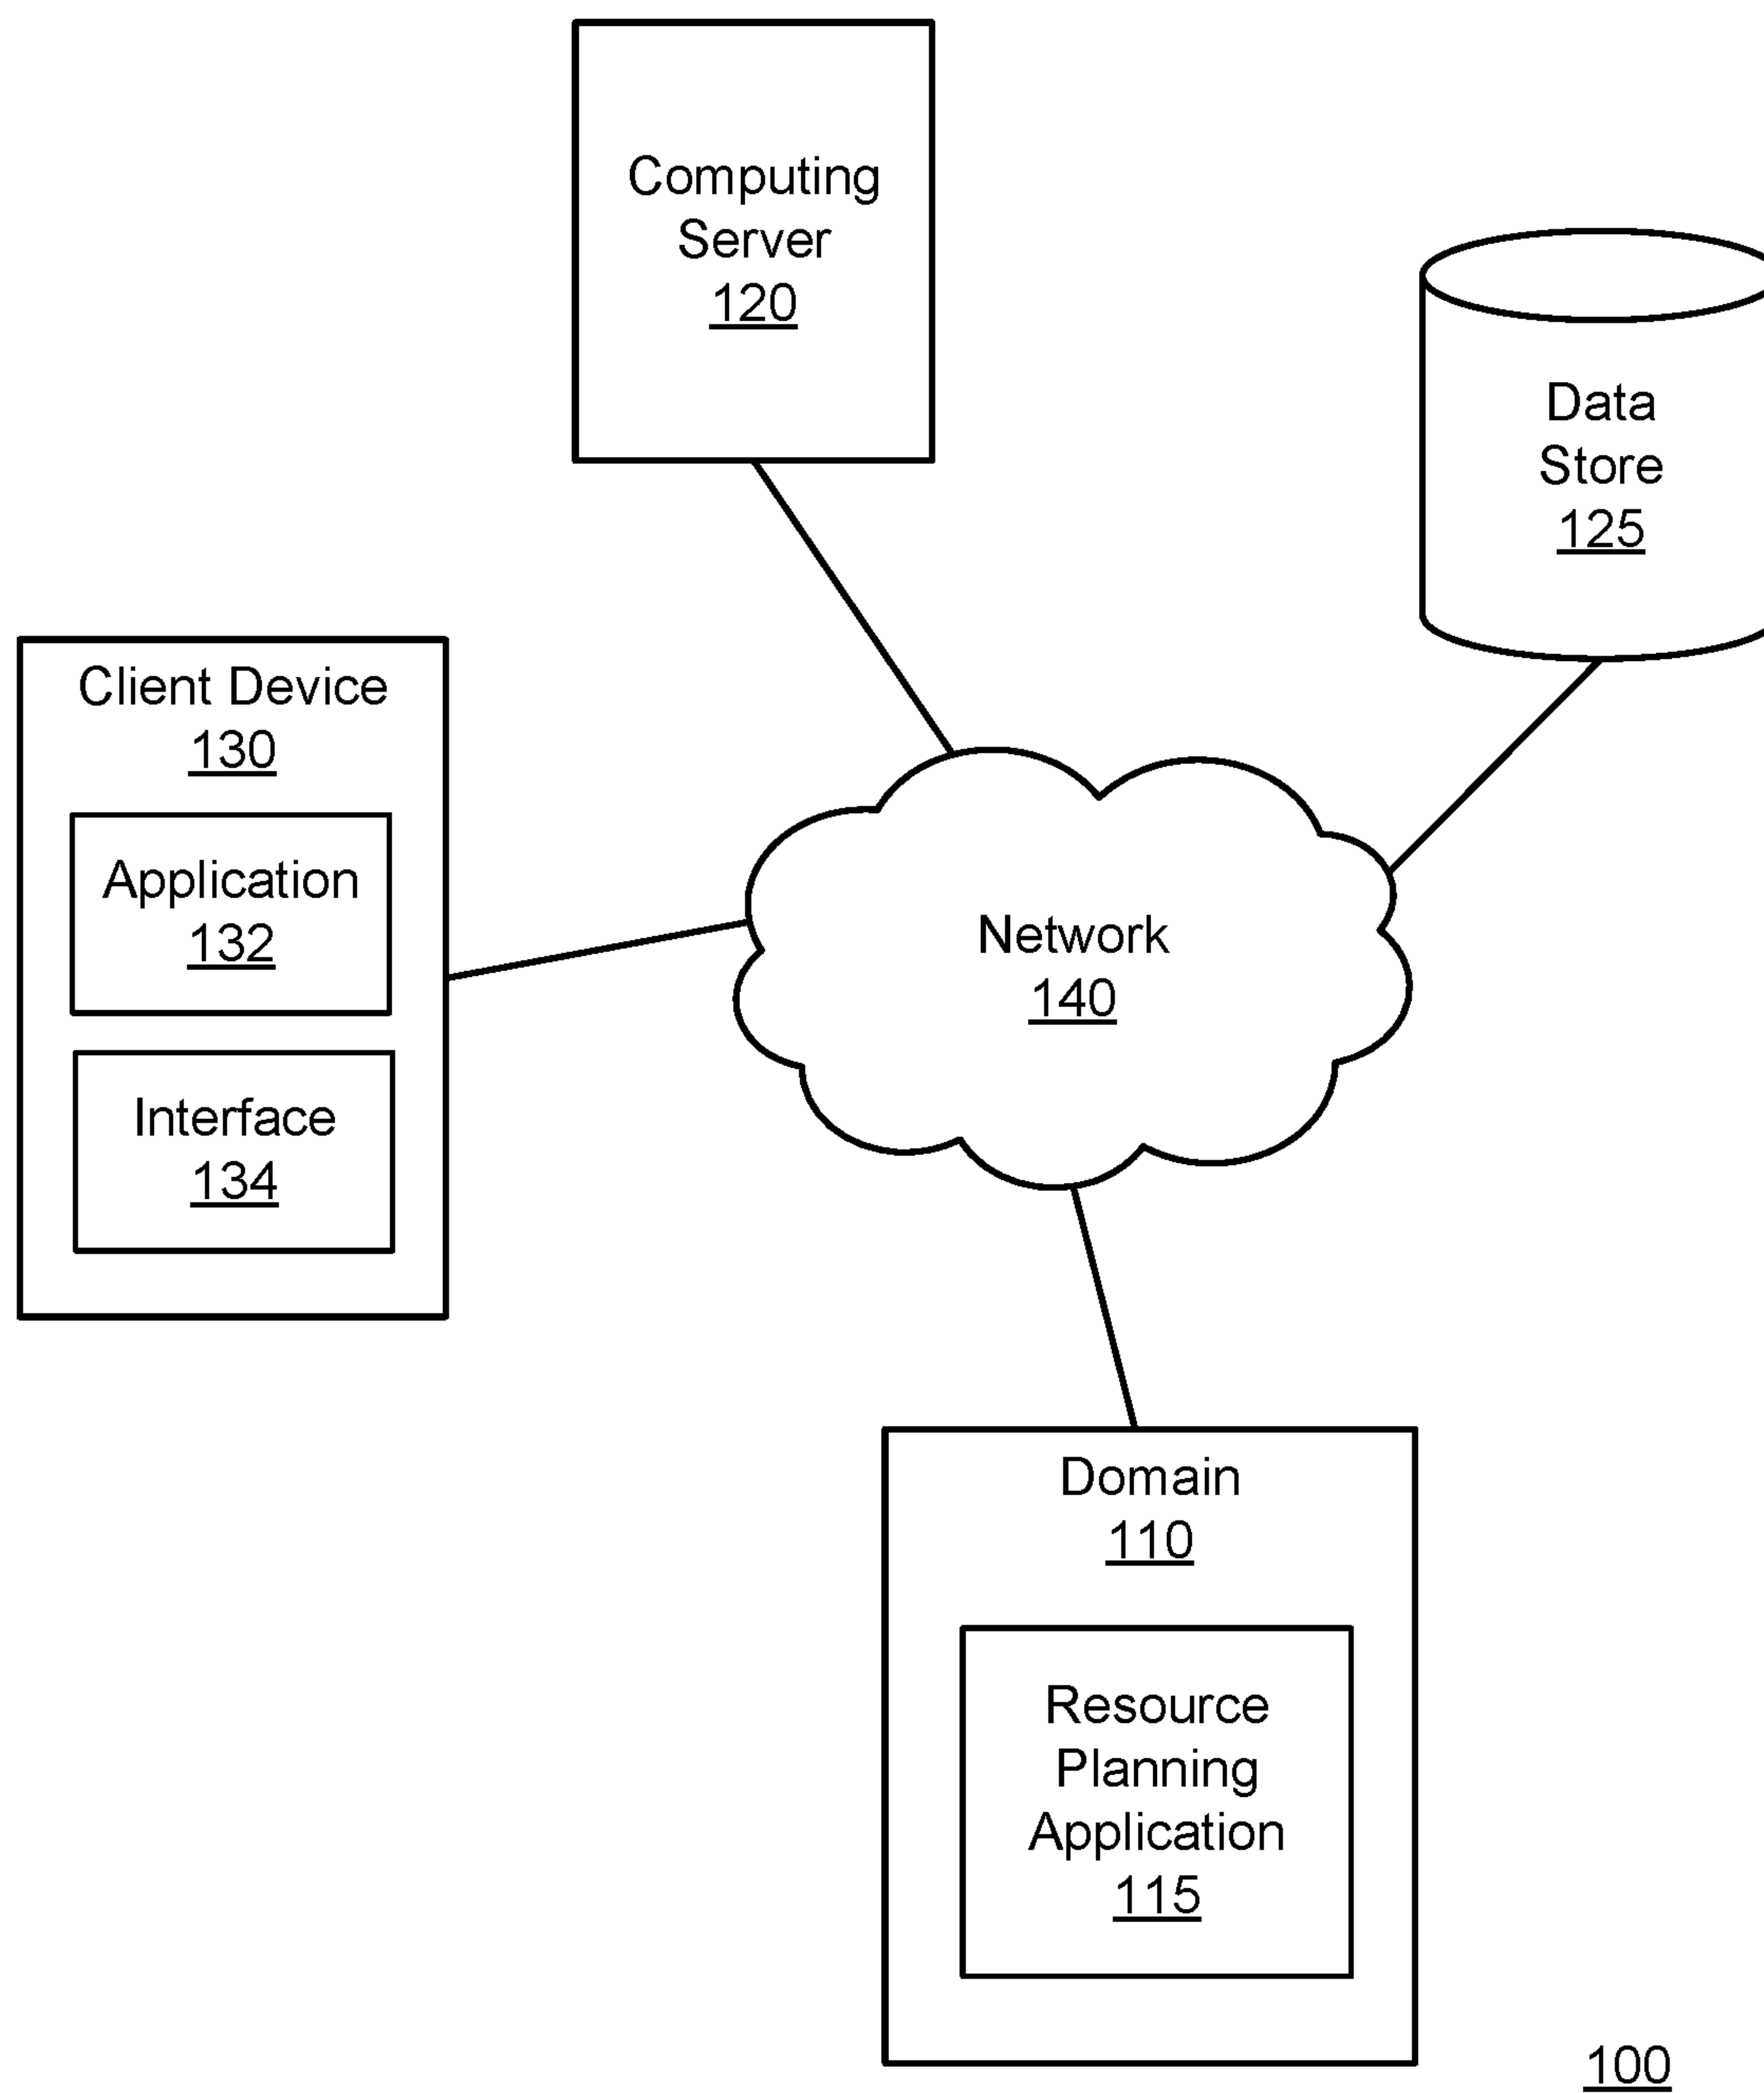 Computing
Server
120
Data
Store
125
Client Device
130
Application
132
Interface
134
Network
140
Domain
110
Resource
Planning
Application
115
100